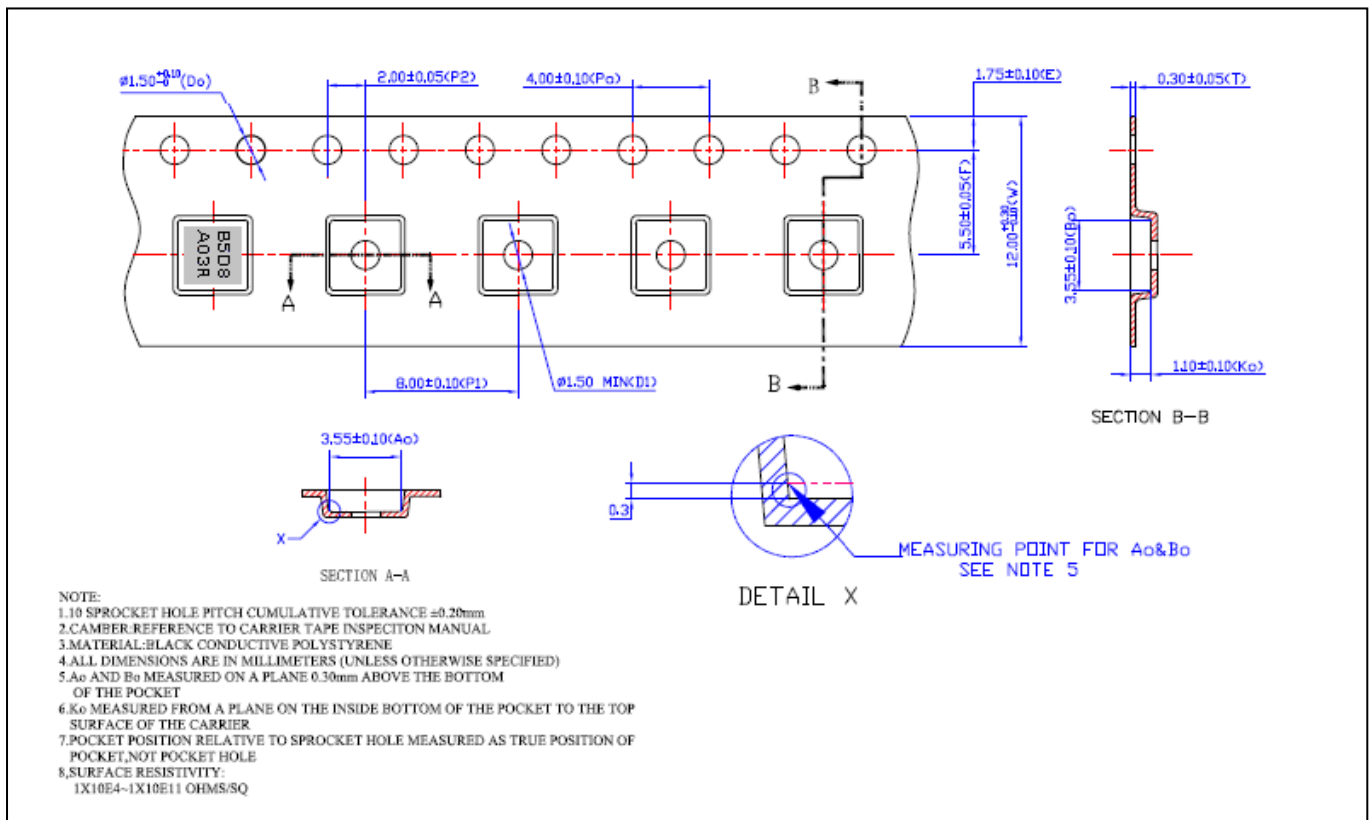 ø1.50+0.10-0(Do)
2.00±0.05(P2)
4.00±0.10(Po)
B
1.75±0.10(E)
0.30±0.05(T)
5.50±0.05(F)
12.00+0.30-0.10(W)
3.55±0.10(Bo)
B5D8
A03R
A
A
8.00±0.10(P1)
ø1.50 MIN(D1)
B
1.10±0.10(Ko)
SECTION B-B
3.55±0.10(Ao)
X
SECTION A-A
0.3
MEASURING POINT FOR Ao&Bo
SEE NOTE 5
DETAIL X
NOTE:
1.10 SPROCKET HOLE PITCH CUMULATIVE TOLERANCE ±0.20mm
2.CAMBER:REFERENCE TO CARRIER TAPE INSPECITON MANUAL
3.MATERIAL:BLACK CONDUCTIVE POLYSTYRENE
4.ALL DIMENSIONS ARE IN MILLIMETERS (UNLESS OTHERWISE SPECIFIED)
5.Ao AND Bo MEASURED ON A PLANE 0.30mm ABOVE THE BOTTOM
OF THE POCKET
6.Ko MEASURED FROM A PLANE ON THE INSIDE BOTTOM OF THE POCKET TO THE TOP
SURFACE OF THE CARRIER
7.POCKET POSITION RELATIVE TO SPROCKET HOLE MEASURED AS TRUE POSITION OF
POCKET,NOT POCKET HOLE
8,SURFACE RESISTIVITY:
1X10E4~1X10E11 OHMS/SQ